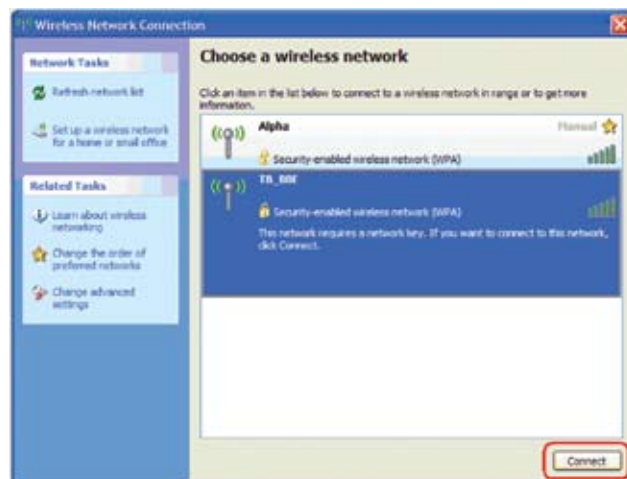 Wireless Network Connection
Network Tasks
Refresh network list
Set up a wireless network
for a home or small office
Related Tasks
Learn about wireless
networking
Change the order of
preferred networks
Change advanced
settings
Choose a wireless network
Click an item in the list below to connect to a wireless network in range or to get more
information.
Alpha
Manual
Security-enabled wireless network (WPA)
Security-enabled wireless network (WPA)
This network requires a network key. If you want to connect to this network,
click Connect.
Connect